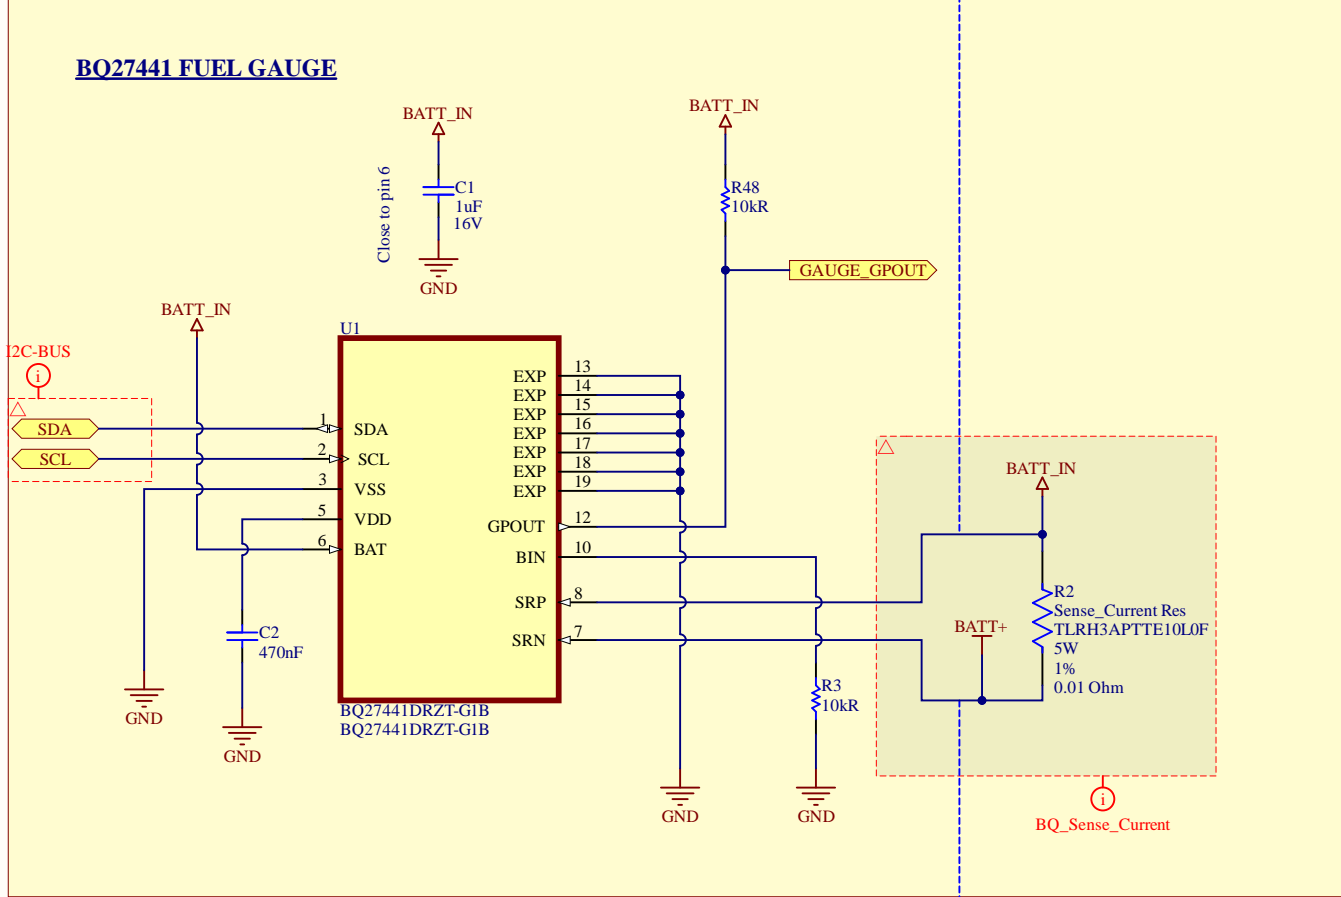 BQ27441 FUEL GAUGE
BATT_IN
Close to pin 6
C1
1uF
16V
GND
BATT_IN
R48
10kR
GAUGE_GPOUT
BATT_IN
I2C-BUS
i
SDA
SCL
U1
1
SDA
2
SCL
3
VSS
5
VDD
6
BAT
EXP
13
EXP
14
EXP
15
EXP
16
EXP
17
EXP
18
EXP
19
GPOUT
12
BIN
10
SRP
8
SRN
7
BQ27441DRZT-G1B
BQ27441DRZT-G1B
C2
470nF
GND
GND
R3
10kR
GND
GND
BATT_IN
R2
Sense_Current Res
TLRH3APTTE10L0F
5W
1%
0.01 Ohm
BATT+
i
BQ_Sense_Current